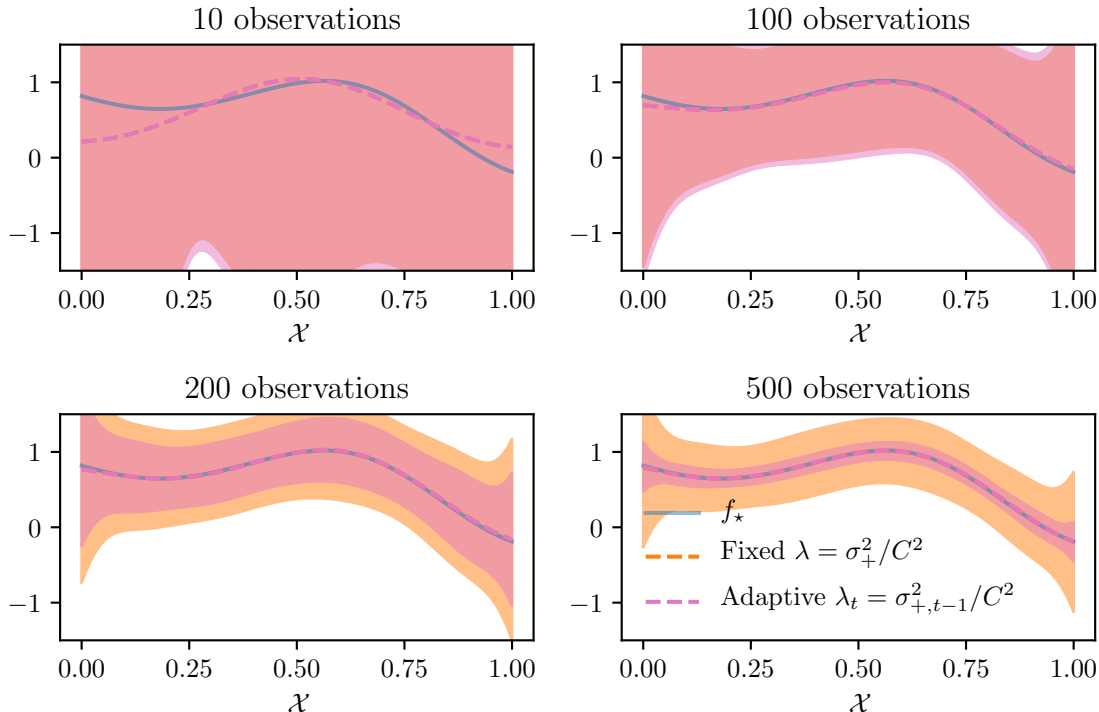 10 observations
1
0
−1
0.00 0.25 0.50 0.75 1.00
𝒳
100 observations
1
0
−1
0.00 0.25 0.50 0.75 1.00
𝒳
200 observations
1
0
−1
0.00 0.25 0.50 0.75 1.00
𝒳
500 observations
1
0
−1
f⋆
Fixed λ = σ₊²/C²
Adaptive λₜ = σ²₊,ₜ₋₁/C²
0.00 0.25 0.50 0.75 1.00
𝒳